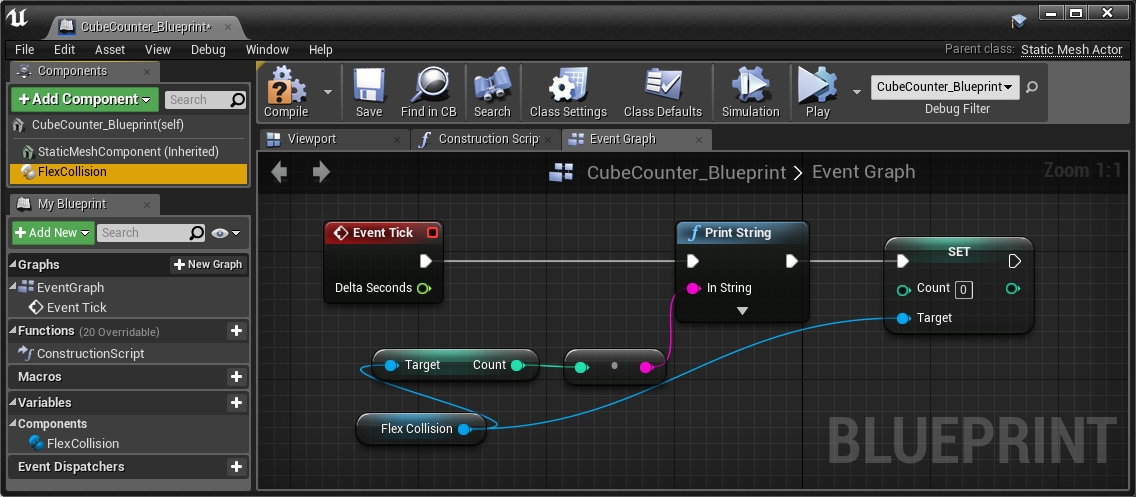 CubeCounter_Blueprint*
File Edit Asset View Debug Window Help
Parent class: Static Mesh Actor
Components
+ Add Component
Search
CubeCounter_Blueprint(self)
StaticMeshComponent (Inherited)
FlexCollision
My Blueprint
+ Add New
Search
Graphs
+ New Graph
EventGraph
Event Tick
Functions (20 Overridable)
ConstructionScript
Macros
Variables
Components
FlexCollision
Event Dispatchers
Compile
Save
Find in CB
Search
Class Settings
Class Defaults
Simulation
Play
CubeCounter_Blueprint
Debug Filter
Viewport
Construction Scrip
Event Graph
CubeCounter_Blueprint > Event Graph
Zoom 1:1
Event Tick
Delta Seconds
Print String
In String
SET
Count 0
Target
Target Count
Flex Collision
BLUEPRINT